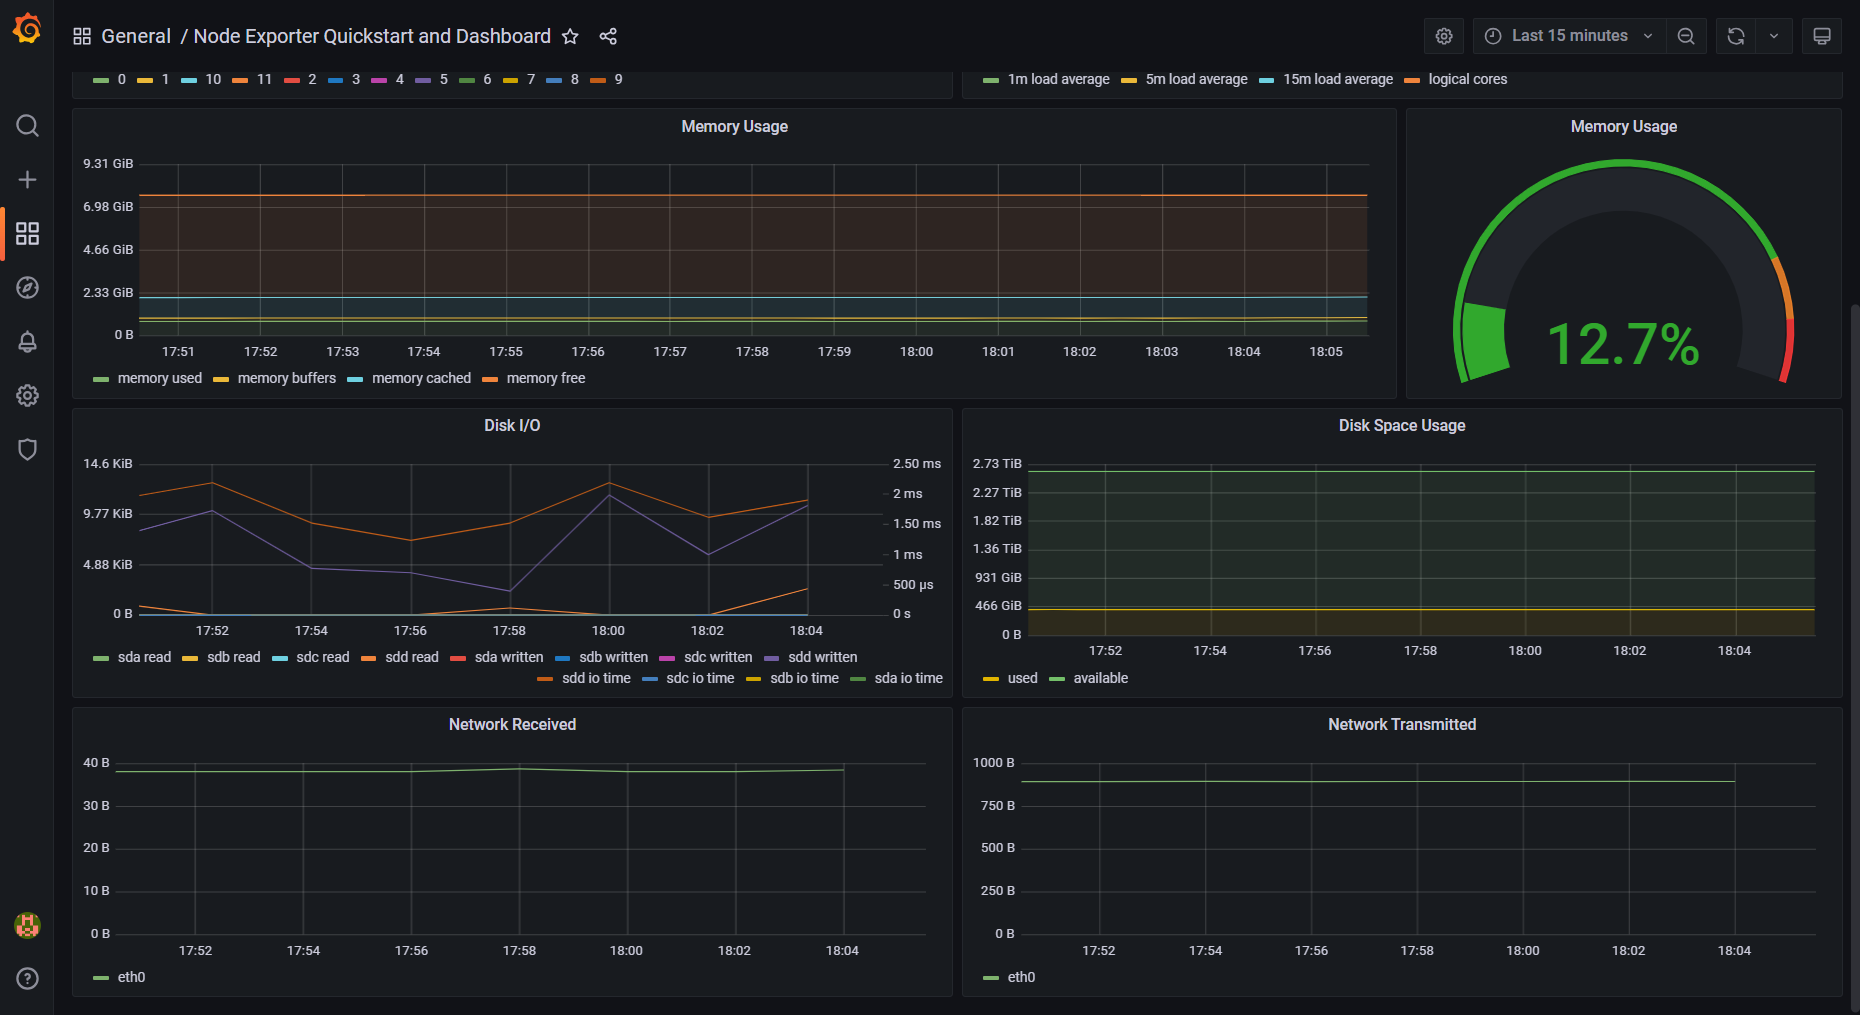 General / Node Exporter Quickstart and Dashboard
Last 15 minutes
0 1 10 11 2 3 4 5 6 7 8 9
1m load average 5m load average 15m load average logical cores
Memory Usage
9.31 GiB
6.98 GiB
4.66 GiB
2.33 GiB
0 B
17:51 17:52 17:53 17:54 17:55 17:56 17:57 17:58 17:59 18:00 18:01 18:02 18:03 18:04 18:05
memory used memory buffers memory cached memory free
Memory Usage
12.7%
Disk I/O
14.6 KiB
9.77 KiB
4.88 KiB
0 B
2.50 ms
2 ms
1.50 ms
1 ms
500 µs
0 s
17:52 17:54 17:56 17:58 18:00 18:02 18:04
sda read sdb read sdc read sdd read sda written sdb written sdc written sdd written
sdd io time sdc io time sdb io time sda io time
Disk Space Usage
2.73 TiB
2.27 TiB
1.82 TiB
1.36 TiB
931 GiB
466 GiB
0 B
17:52 17:54 17:56 17:58 18:00 18:02 18:04
used available
Network Received
40 B
30 B
20 B
10 B
0 B
17:52 17:54 17:56 17:58 18:00 18:02 18:04
eth0
Network Transmitted
1000 B
750 B
500 B
250 B
0 B
17:52 17:54 17:56 17:58 18:00 18:02 18:04
eth0